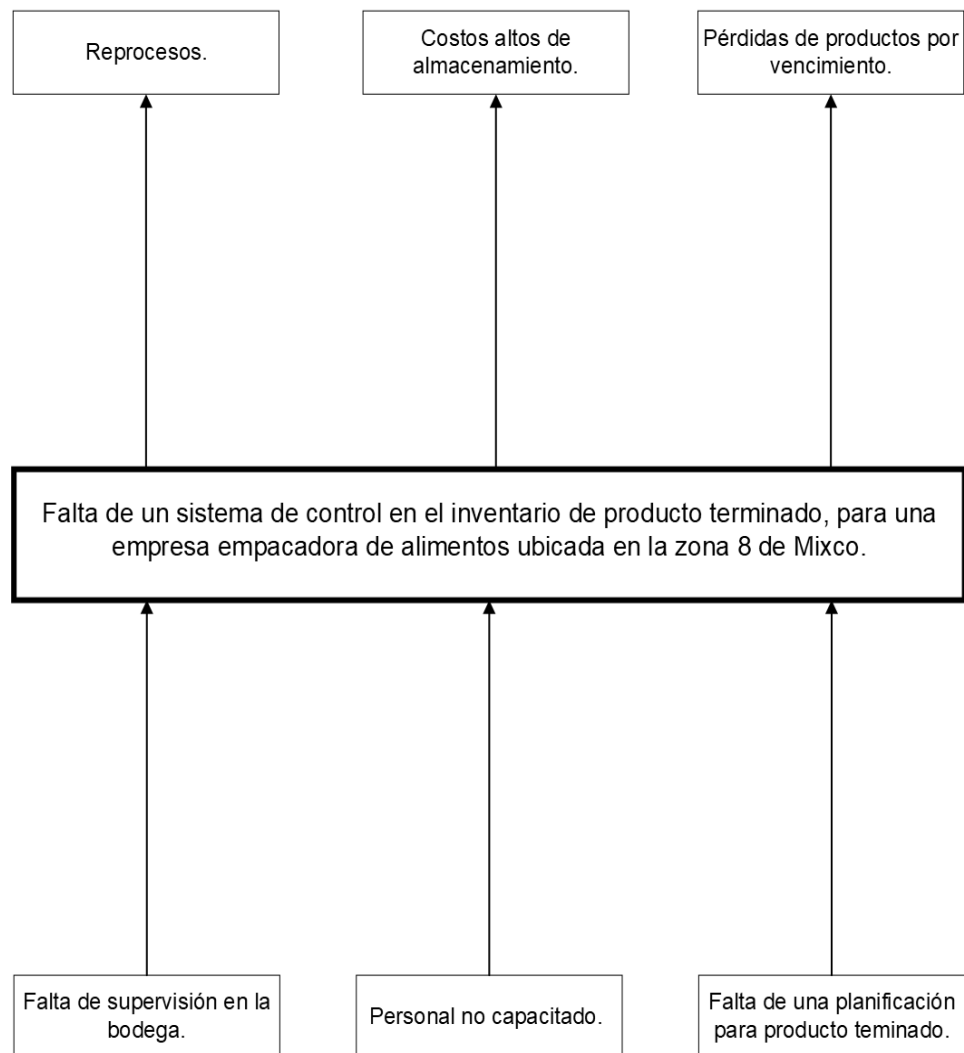 Reprocesos.
Costos altos de
almacenamiento.
Pérdidas de productos por
vencimiento.
Falta de un sistema de control en el inventario de producto terminado, para una
empresa empacadora de alimentos ubicada en la zona 8 de Mixco.
Falta de supervisión en la
bodega.
Personal no capacitado.
Falta de una planificación
para producto teminado.